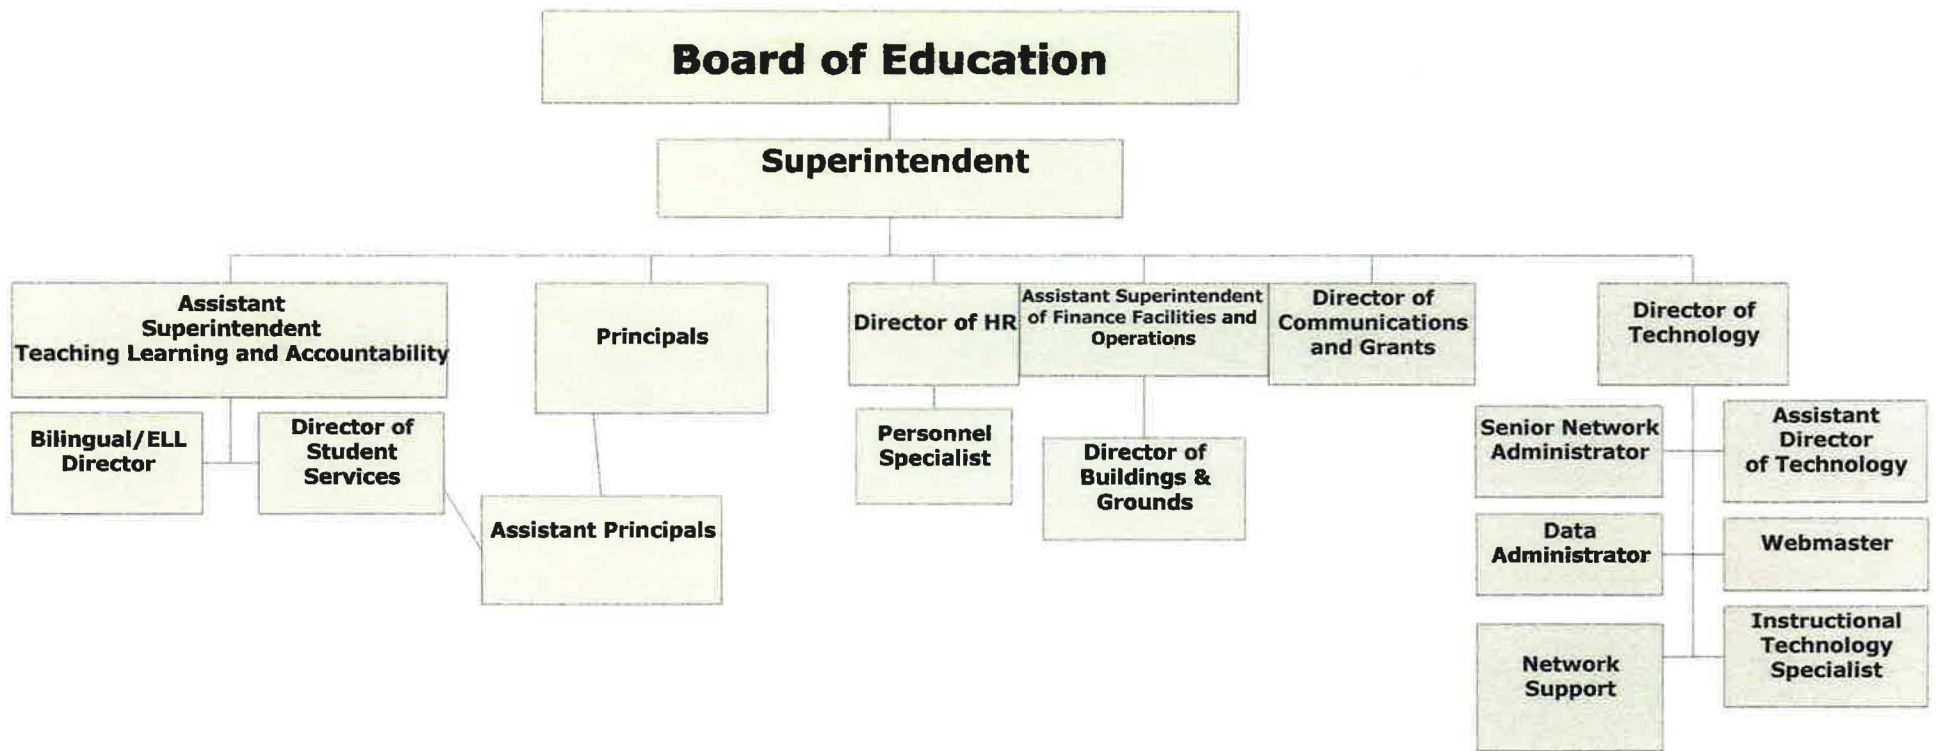 Board of Education
Superintendent
Assistant
Superintendent
Teaching Learning and Accountability
Principals
Director of HR
Assistant Superintendent
of Finance Facilities and
Operations
Director of
Communications
and Grants
Director of
Technology
Bilingual/ELL
Director
Director of
Student
Services
Assistant Principals
Personnel
Specialist
Director of
Buildings &
Grounds
Senior Network
Administrator
Assistant
Director
of Technology
Data
Administrator
Webmaster
Network
Support
Instructional
Technology
Specialist